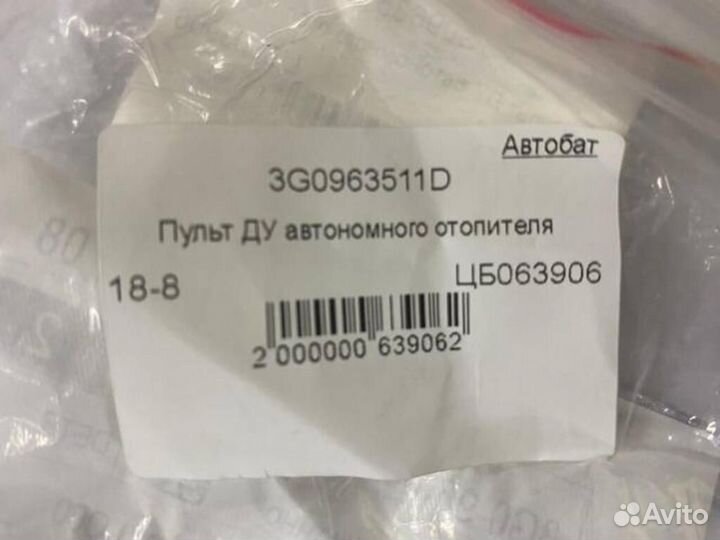 Автобат
3G0963511D
Пульт ДУ автономного отопителя
18-8 ЦБ063906
2 000000 639062
Avito